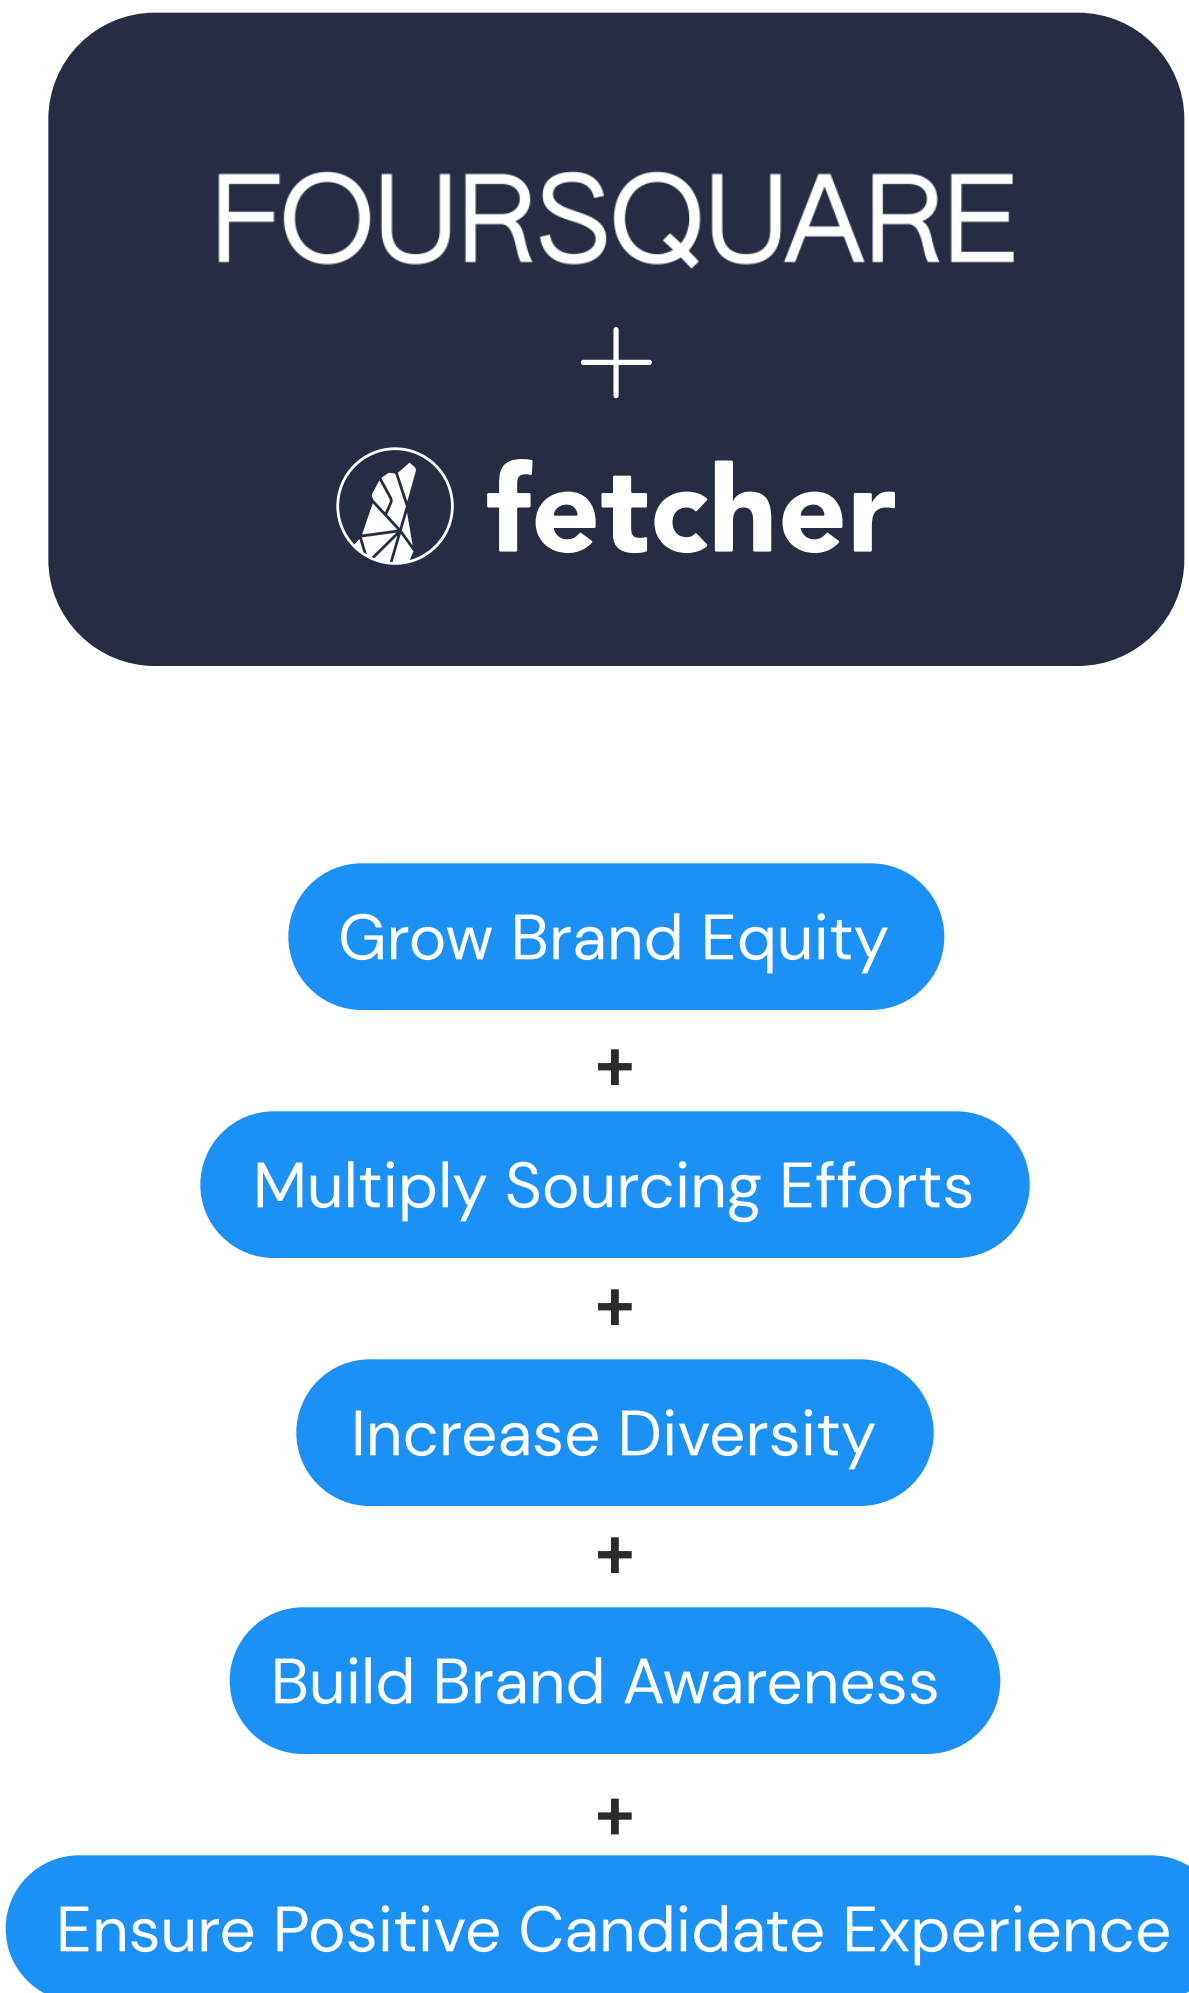 FOURSQUARE
+
fetcher
Grow Brand Equity
+
Multiply Sourcing Efforts
+
Increase Diversity
+
Build Brand Awareness
+
Ensure Positive Candidate Experience